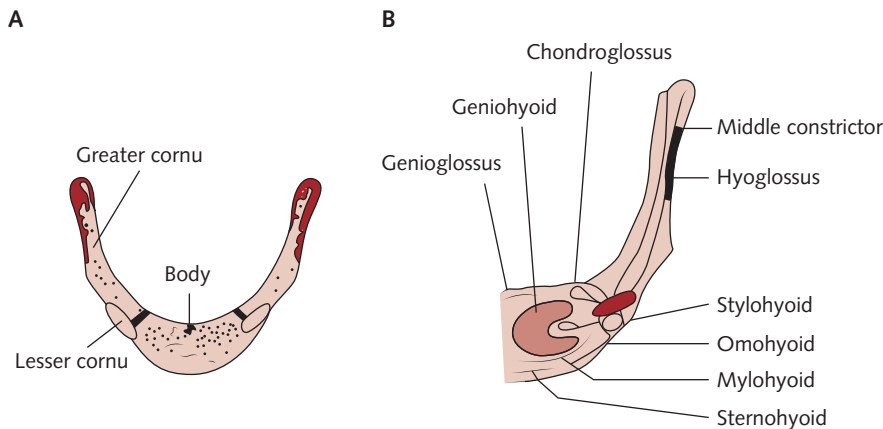 A
Greater cornu
Body
Lesser cornu
B
Chondroglossus
Geniohyoid
Genioglossus
Middle constrictor
Hyoglossus
Stylohyoid
Omohyoid
Mylohyoid
Sternohyoid